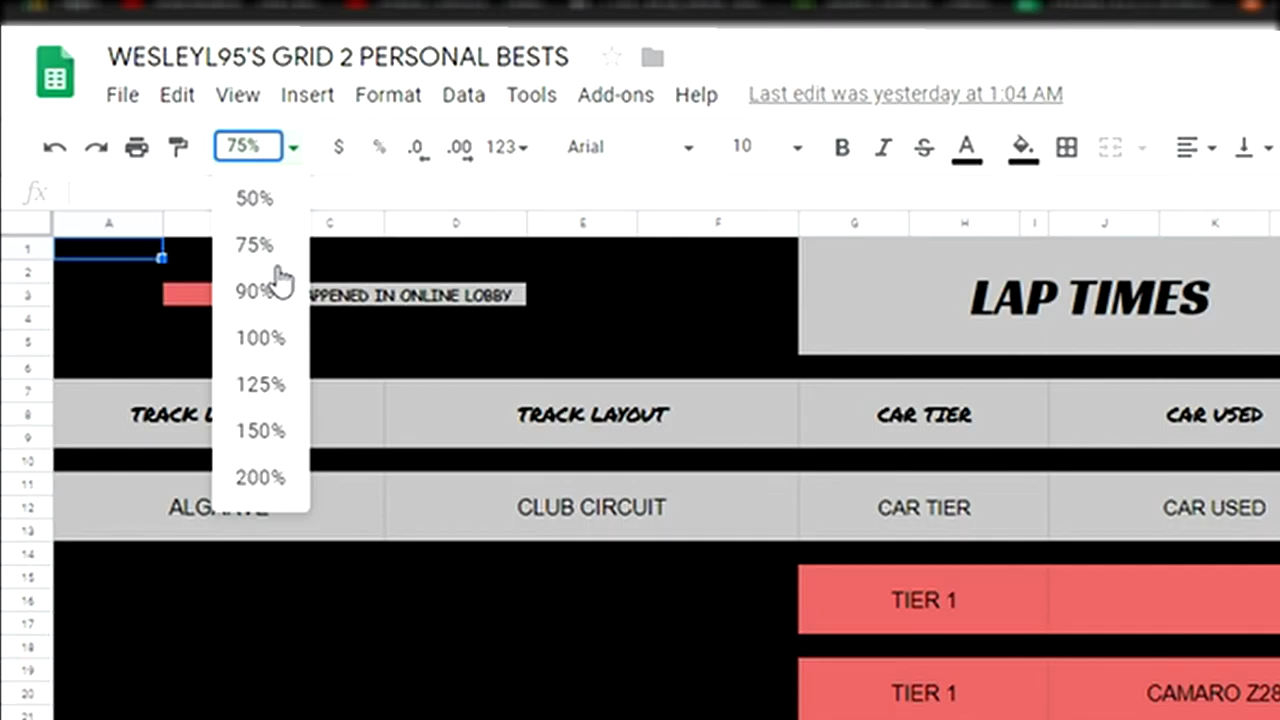 WESLEYL95'S GRID 2 PERSONAL BESTS
File Edit View Insert Format Data Tools Add-ons Help Last edit was yesterday at 1:04 AM
75% $ % .0 .00 123 Arial 10 B I S A
fx
50%
75%
90%
100%
125%
150%
200%
A C D E F G H I J K
1
2
3 APPENED IN ONLINE LOBBY
4
5
LAP TIMES
6
7
8 TRACK TRACK LAYOUT CAR TIER CAR USED
9
10
11
12 ALGARVE CLUB CIRCUIT CAR TIER CAR USED
13
14
15
16 TIER 1
17
18
19
20 TIER 1 CAMARO Z28
21